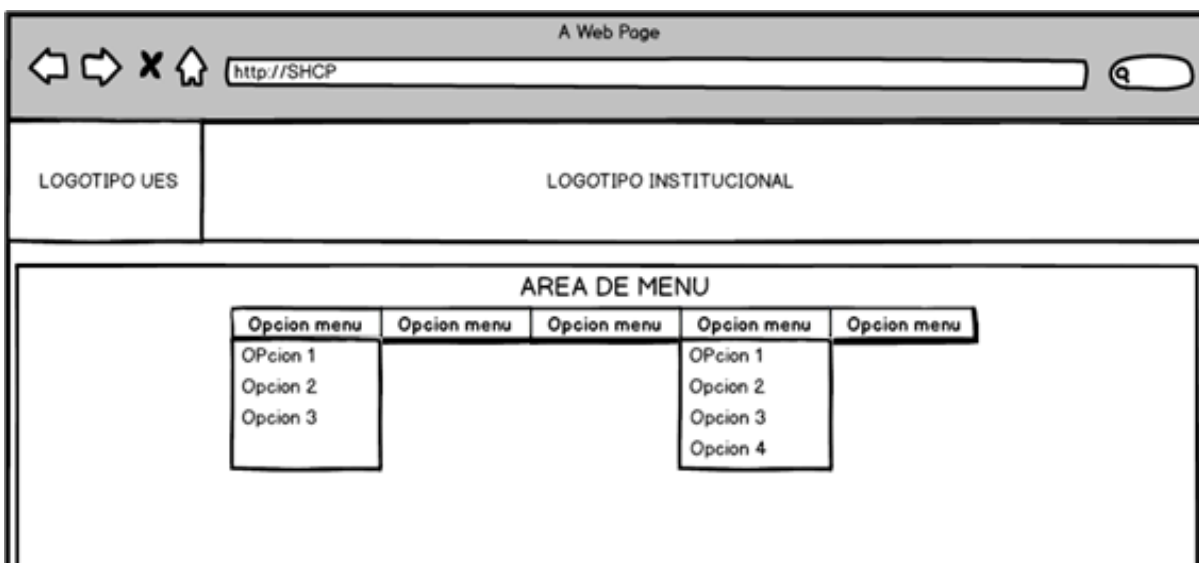 A Web Page
http://SHCP
LOGOTIPO UES
LOGOTIPO INSTITUCIONAL
AREA DE MENU
Opcion menu Opcion menu Opcion menu Opcion menu Opcion menu
OPcion 1
Opcion 2
Opcion 3
OPcion 1
Opcion 2
Opcion 3
Opcion 4